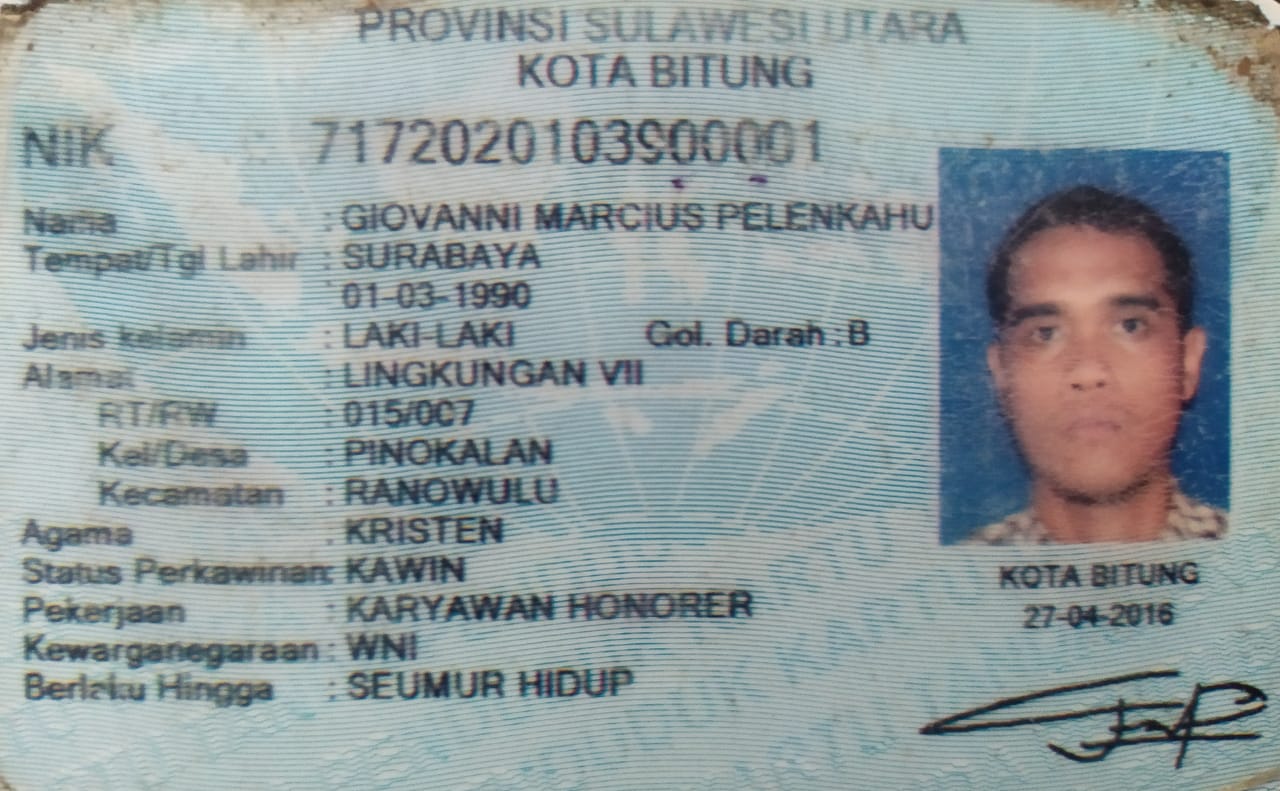 PROVINSI SULAWESI UTARA
KOTA BITUNG
NIK : 7172020103900001
Nama : GIOVANNI MARCIUS PELENKAHU
Tempat/Tgl Lahir : SURABAYA
01-03-1990
Jenis kelamin : LAKI-LAKI Gol. Darah : B
Alamat : LINGKUNGAN VII
RT/RW : 015/007
Kel/Desa : PINOKALAN
Kecamatan : RANOWULU
Agama : KRISTEN
Status Perkawinan: KAWIN
Pekerjaan : KARYAWAN HONORER
Kewarganegaraan : WNI
Berlaku Hingga : SEUMUR HIDUP
KOTA BITUNG
27-04-2016